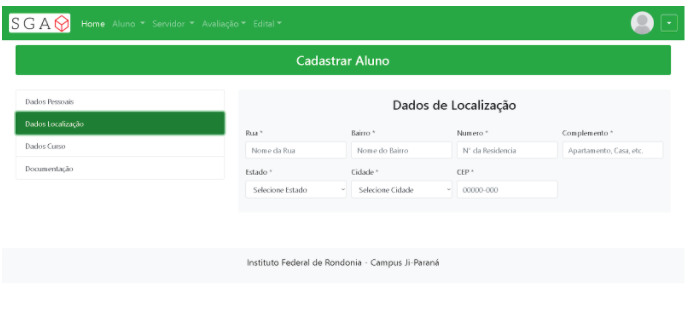 SGA Home Aluno Servidor Avaliação Edital
Cadastrar Aluno
Dados Pessoais
Dados Localização
Dados Curso
Documentação
Dados de Localização
Rua * Bairro * Numero * Complemento *
Nome da Rua Nome do Bairro N° da Residencia Apartamento, Casa, etc.
Estado * Cidade * CEP *
Selecione Estado Selecione Cidade 00000-000
Instituto Federal de Rondonia - Campus Ji-Paraná